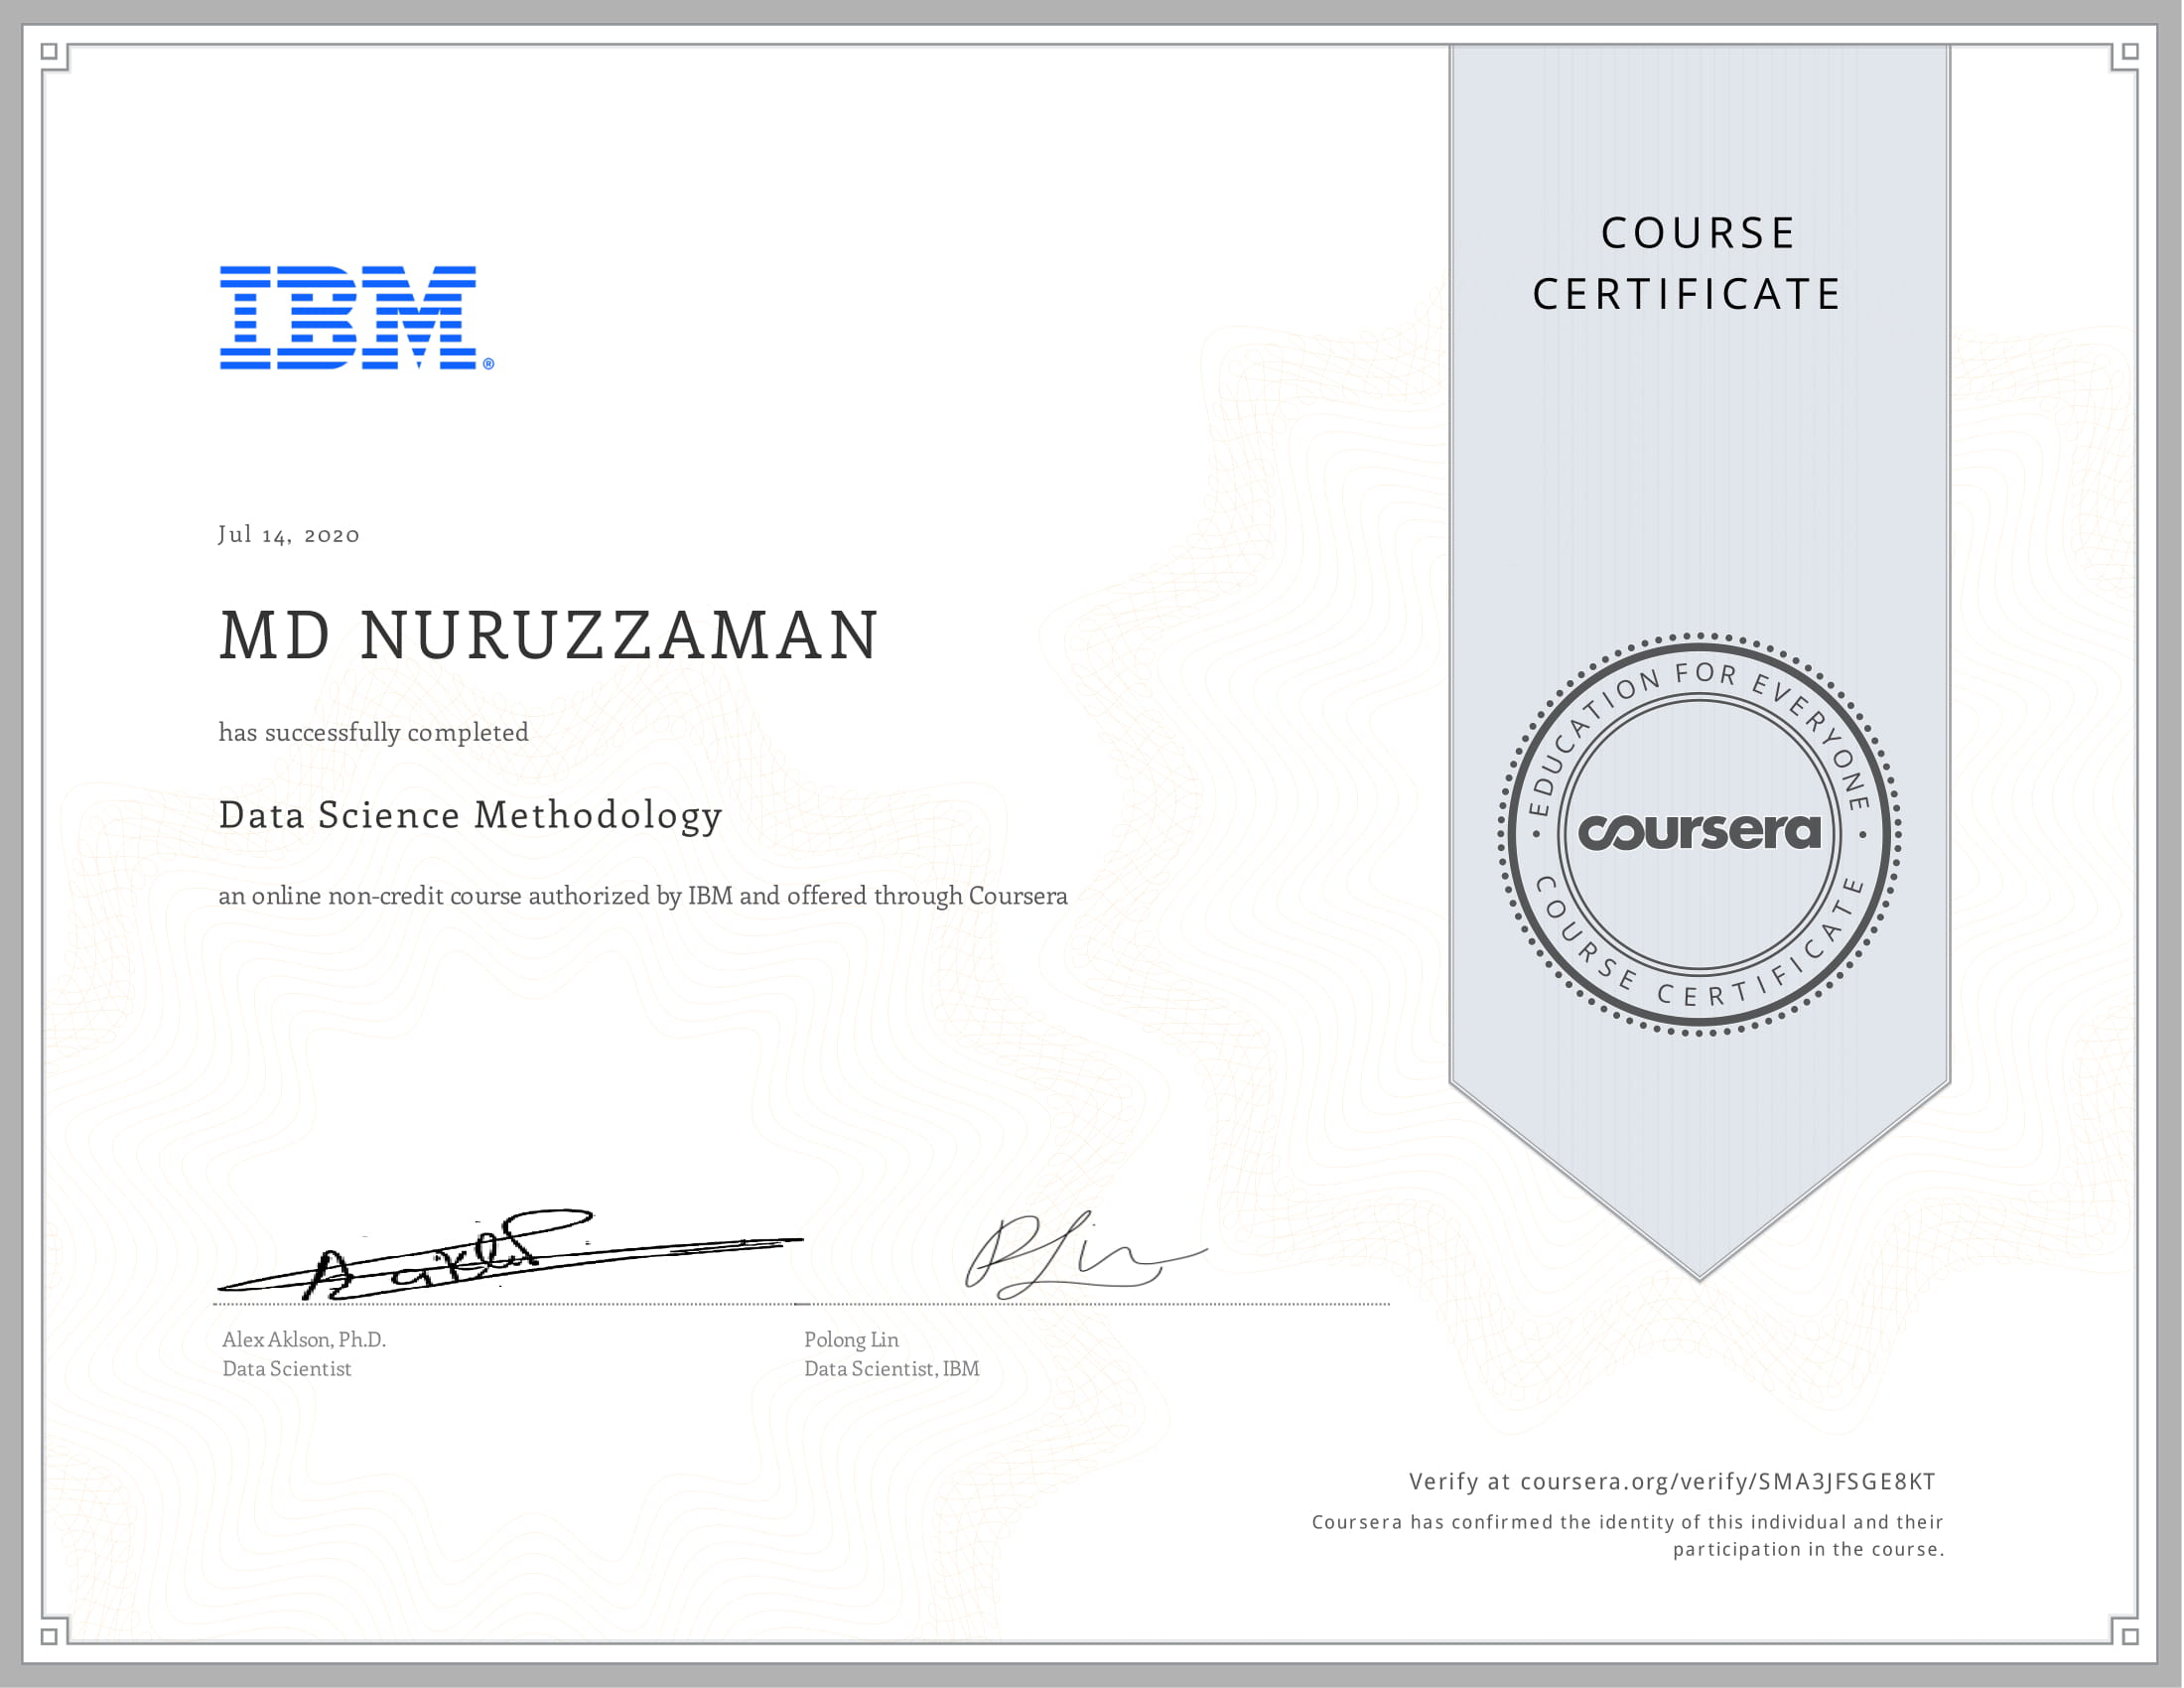 IBM®
COURSE
CERTIFICATE
Jul 14, 2020
MD NURUZZAMAN
has successfully completed
Data Science Methodology
an online non-credit course authorized by IBM and offered through Coursera
• EDUCATION FOR EVERYONE •
coursera
COURSE CERTIFICATE
Alex Aklson, Ph.D.
Data Scientist
Polong Lin
Data Scientist, IBM
Verify at coursera.org/verify/SMA3JFSGE8KT
Coursera has confirmed the identity of this individual and their
participation in the course.